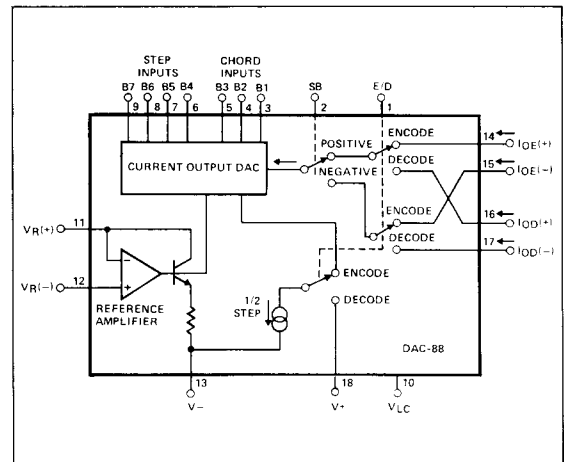 STEP INPUTS
CHORD INPUTS
B7 B6 B5 B4 B3 B2 B1 SB E/D
9 8 7 6 5 4 3 2 1
CURRENT OUTPUT DAC
POSITIVE
NEGATIVE
ENCODE
DECODE
14 IOE(+)
15 IOE(−)
ENCODE
DECODE
16 IOD(+)
17 IOD(−)
VR(+) 11
VR(−) 12
− +
REFERENCE AMPLIFIER
1/2 STEP
ENCODE
DECODE
DAC-88
13 18 10
V− V+ VLC